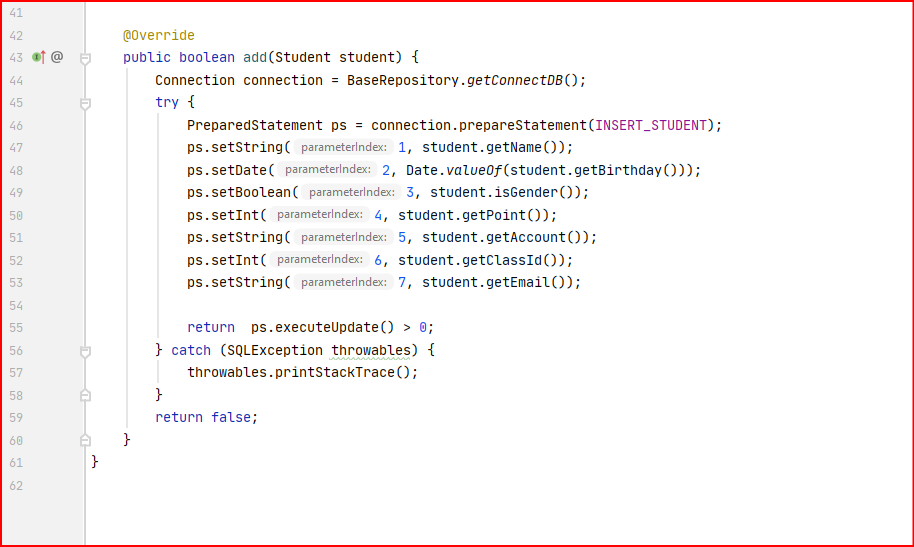 41
42 @Override
43 @ public boolean add(Student student) {
44 Connection connection = BaseRepository.getConnectDB();
45 try {
46 PreparedStatement ps = connection.prepareStatement(INSERT_STUDENT);
47 ps.setString( parameterIndex: 1, student.getName());
48 ps.setDate( parameterIndex: 2, Date.valueOf(student.getBirthday()));
49 ps.setBoolean( parameterIndex: 3, student.isGender());
50 ps.setInt( parameterIndex: 4, student.getPoint());
51 ps.setString( parameterIndex: 5, student.getAccount());
52 ps.setInt( parameterIndex: 6, student.getClassId());
53 ps.setString( parameterIndex: 7, student.getEmail());
54
55 return ps.executeUpdate() > 0;
56 } catch (SQLException throwables) {
57 throwables.printStackTrace();
58 }
59 return false;
60 }
61 }
62